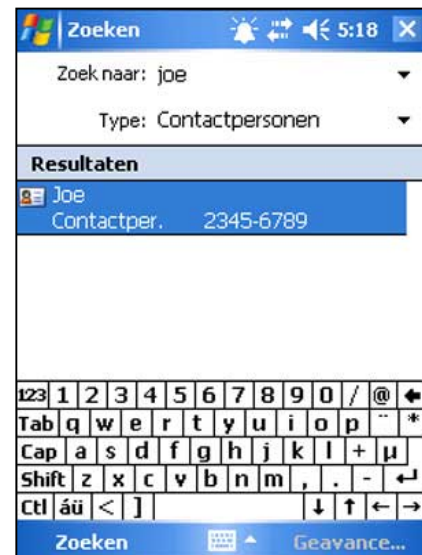 Zoeken 5:18
Zoek naar: joe
Type: Contactpersonen
Resultaten
Joe
Contactper. 2345-6789
123 1 2 3 4 5 6 7 8 9 0 / @ ←
Tab q w e r t y u i o p ¨ *
Cap a s d f g h j k l + µ
Shift z x c v b n m , . - ↵
Ctl áü < ] ↓ ↑ ← →
Zoeken Geavance...